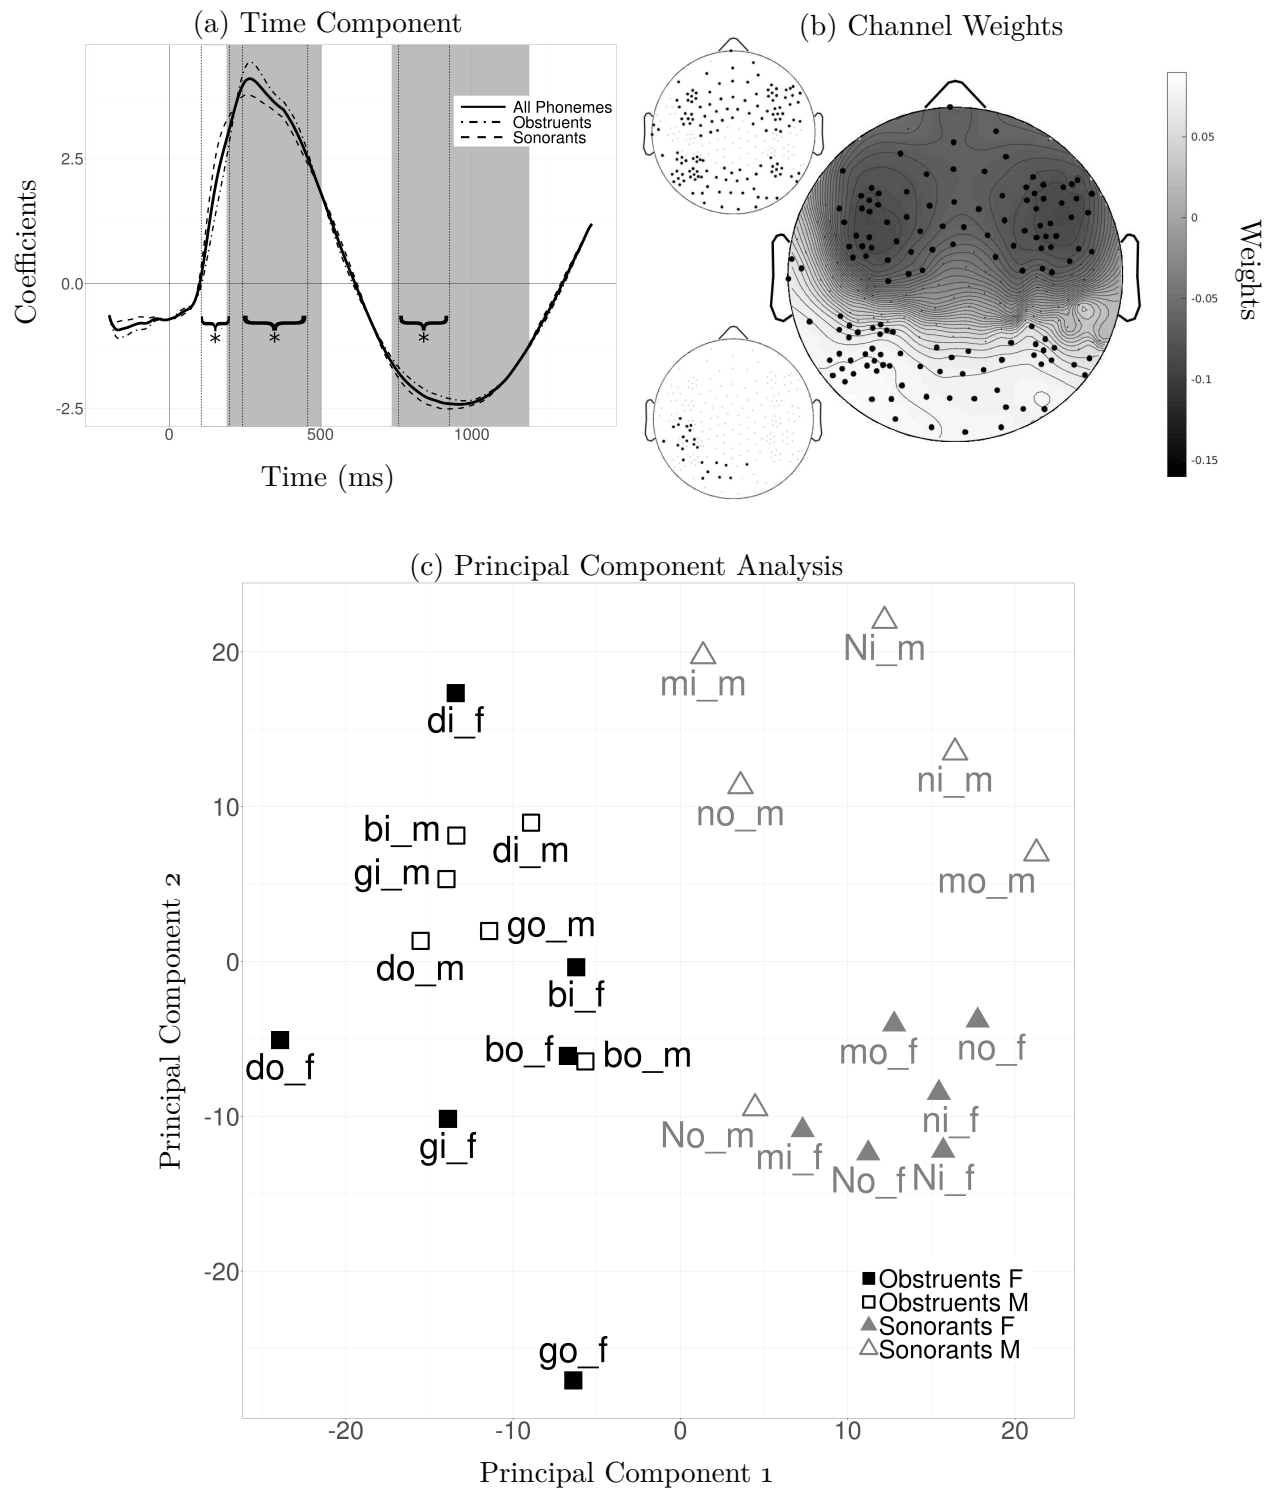 (a) Time Component
Coefficients
2.5
0.0
-2.5
All Phonemes
Obstruents
Sonorants
*
*
*
0
500
1000
Time (ms)
(b) Channel Weights
0.05
0
-0.05
-0.1
-0.15
Weights
(c) Principal Component Analysis
Principal Component 2
20
10
0
-10
-20
Ni_m
mi_m
di_f
ni_m
no_m
bi_m
di_m
gi_m
mo_m
go_m
do_m
bi_f
do_f
bo_f
bo_m
mo_f
no_f
gi_f
No_m
ni_f
mi_f
No_f
Ni_f
go_f
Obstruents F
Obstruents M
Sonorants F
Sonorants M
-20
-10
0
10
20
Principal Component 1